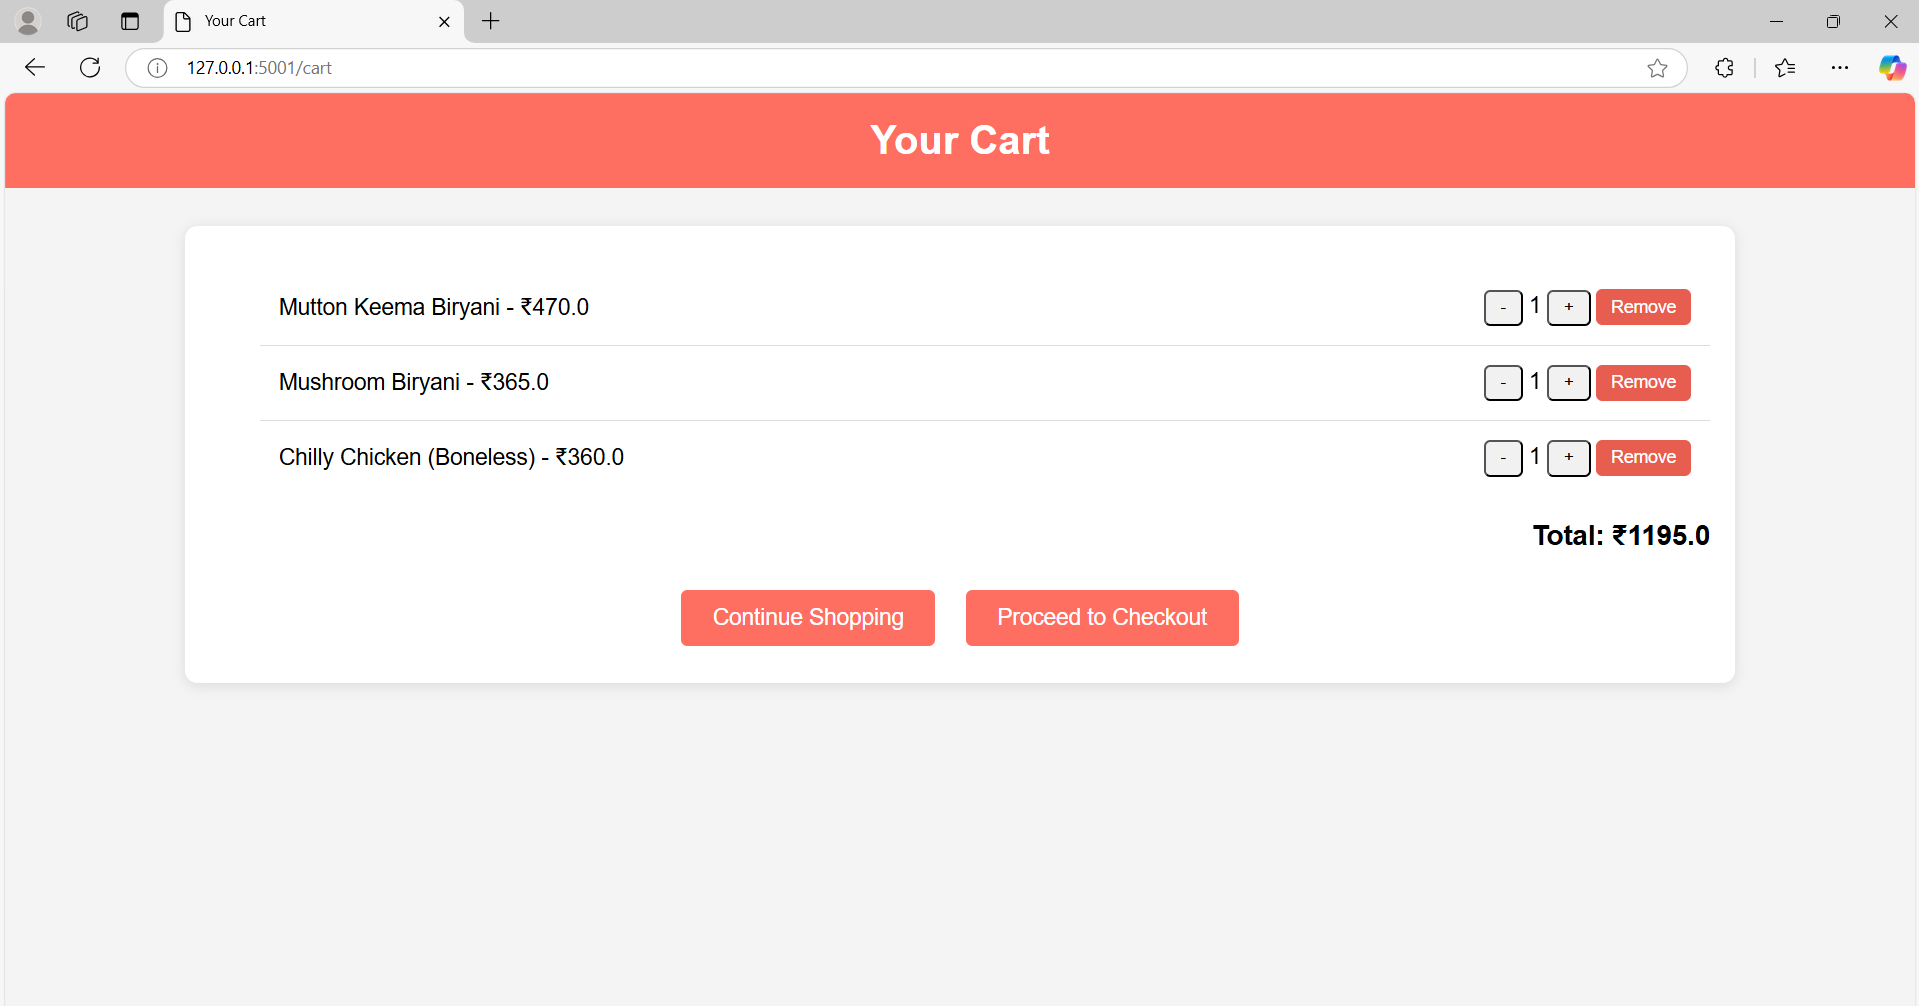 Your Cart
127.0.0.1:5001/cart
Your Cart
Mutton Keema Biryani - ₹470.0 - 1 + Remove
Mushroom Biryani - ₹365.0 - 1 + Remove
Chilly Chicken (Boneless) - ₹360.0 - 1 + Remove
Total: ₹1195.0
Continue Shopping Proceed to Checkout